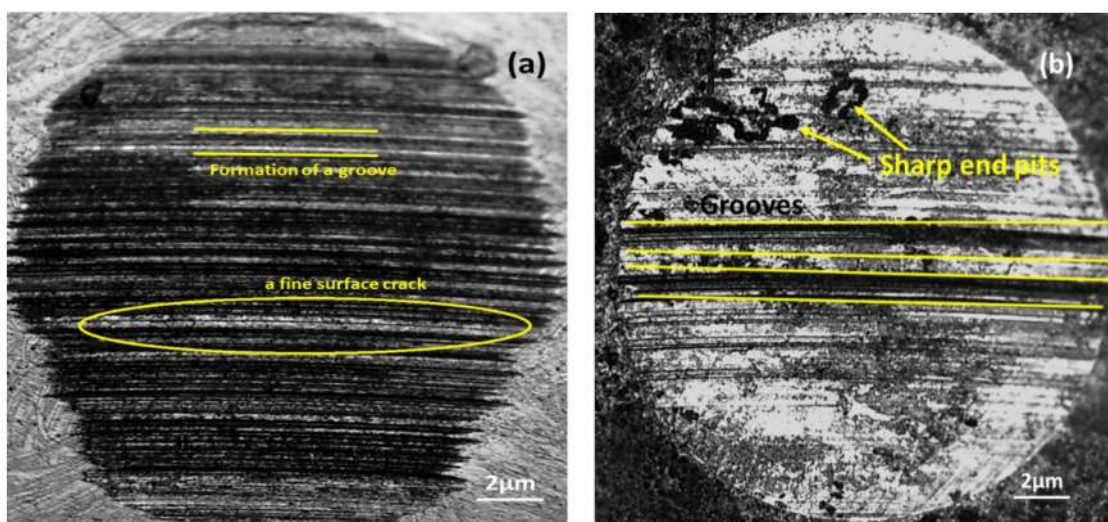 (a)
Formation of a groove
a fine surface crack
2μm
(b)
Sharp end pits
Grooves
2μm